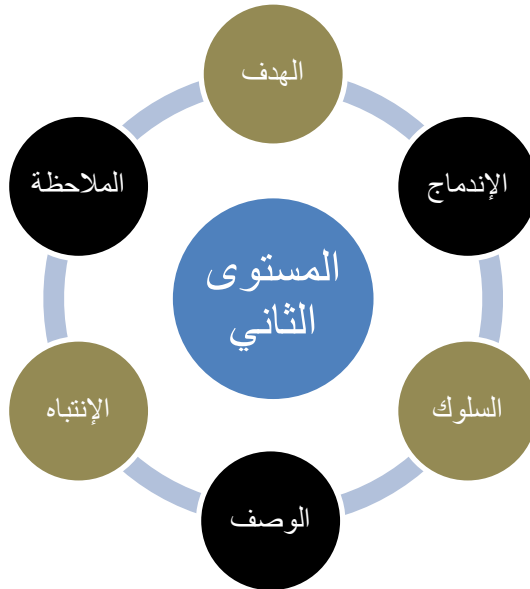 الهدف
الإندماج
الملاحظة
المستوى
الثاني
السلوك
الإنتباه
الوصف